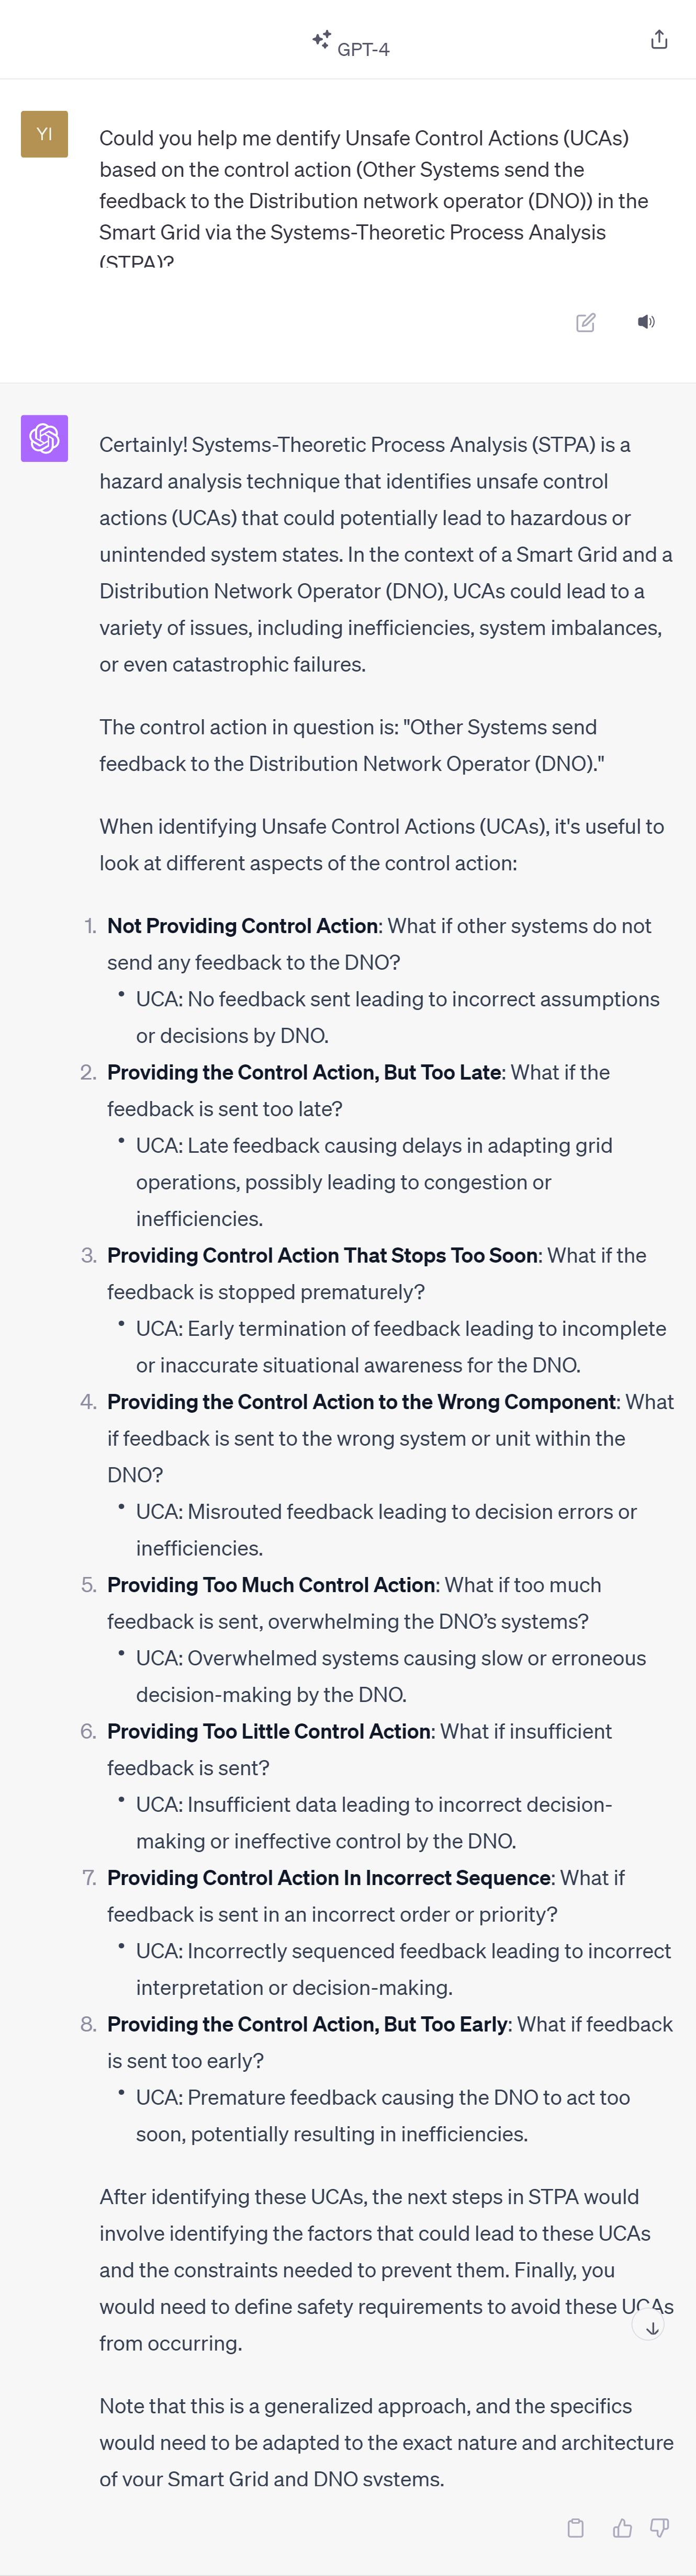 GPT-4
YI
Could you help me dentify Unsafe Control Actions (UCAs)
based on the control action (Other Systems send the
feedback to the Distribution network operator (DNO)) in the
Smart Grid via the Systems-Theoretic Process Analysis
(STPA)?
Certainly! Systems-Theoretic Process Analysis (STPA) is a
hazard analysis technique that identifies unsafe control
actions (UCAs) that could potentially lead to hazardous or
unintended system states. In the context of a Smart Grid and a
Distribution Network Operator (DNO), UCAs could lead to a
variety of issues, including inefficiencies, system imbalances,
or even catastrophic failures.
The control action in question is: "Other Systems send
feedback to the Distribution Network Operator (DNO)."
When identifying Unsafe Control Actions (UCAs), it's useful to
look at different aspects of the control action:
1. Not Providing Control Action: What if other systems do not
send any feedback to the DNO?
• UCA: No feedback sent leading to incorrect assumptions
or decisions by DNO.
2. Providing the Control Action, But Too Late: What if the
feedback is sent too late?
• UCA: Late feedback causing delays in adapting grid
operations, possibly leading to congestion or
inefficiencies.
3. Providing Control Action That Stops Too Soon: What if the
feedback is stopped prematurely?
• UCA: Early termination of feedback leading to incomplete
or inaccurate situational awareness for the DNO.
4. Providing the Control Action to the Wrong Component: What
if feedback is sent to the wrong system or unit within the
DNO?
• UCA: Misrouted feedback leading to decision errors or
inefficiencies.
5. Providing Too Much Control Action: What if too much
feedback is sent, overwhelming the DNO’s systems?
• UCA: Overwhelmed systems causing slow or erroneous
decision-making by the DNO.
6. Providing Too Little Control Action: What if insufficient
feedback is sent?
• UCA: Insufficient data leading to incorrect decision-
making or ineffective control by the DNO.
7. Providing Control Action In Incorrect Sequence: What if
feedback is sent in an incorrect order or priority?
• UCA: Incorrectly sequenced feedback leading to incorrect
interpretation or decision-making.
8. Providing the Control Action, But Too Early: What if feedback
is sent too early?
• UCA: Premature feedback causing the DNO to act too
soon, potentially resulting in inefficiencies.
After identifying these UCAs, the next steps in STPA would
involve identifying the factors that could lead to these UCAs
and the constraints needed to prevent them. Finally, you
would need to define safety requirements to avoid these UCAs
from occurring.
Note that this is a generalized approach, and the specifics
would need to be adapted to the exact nature and architecture
of your Smart Grid and DNO systems.